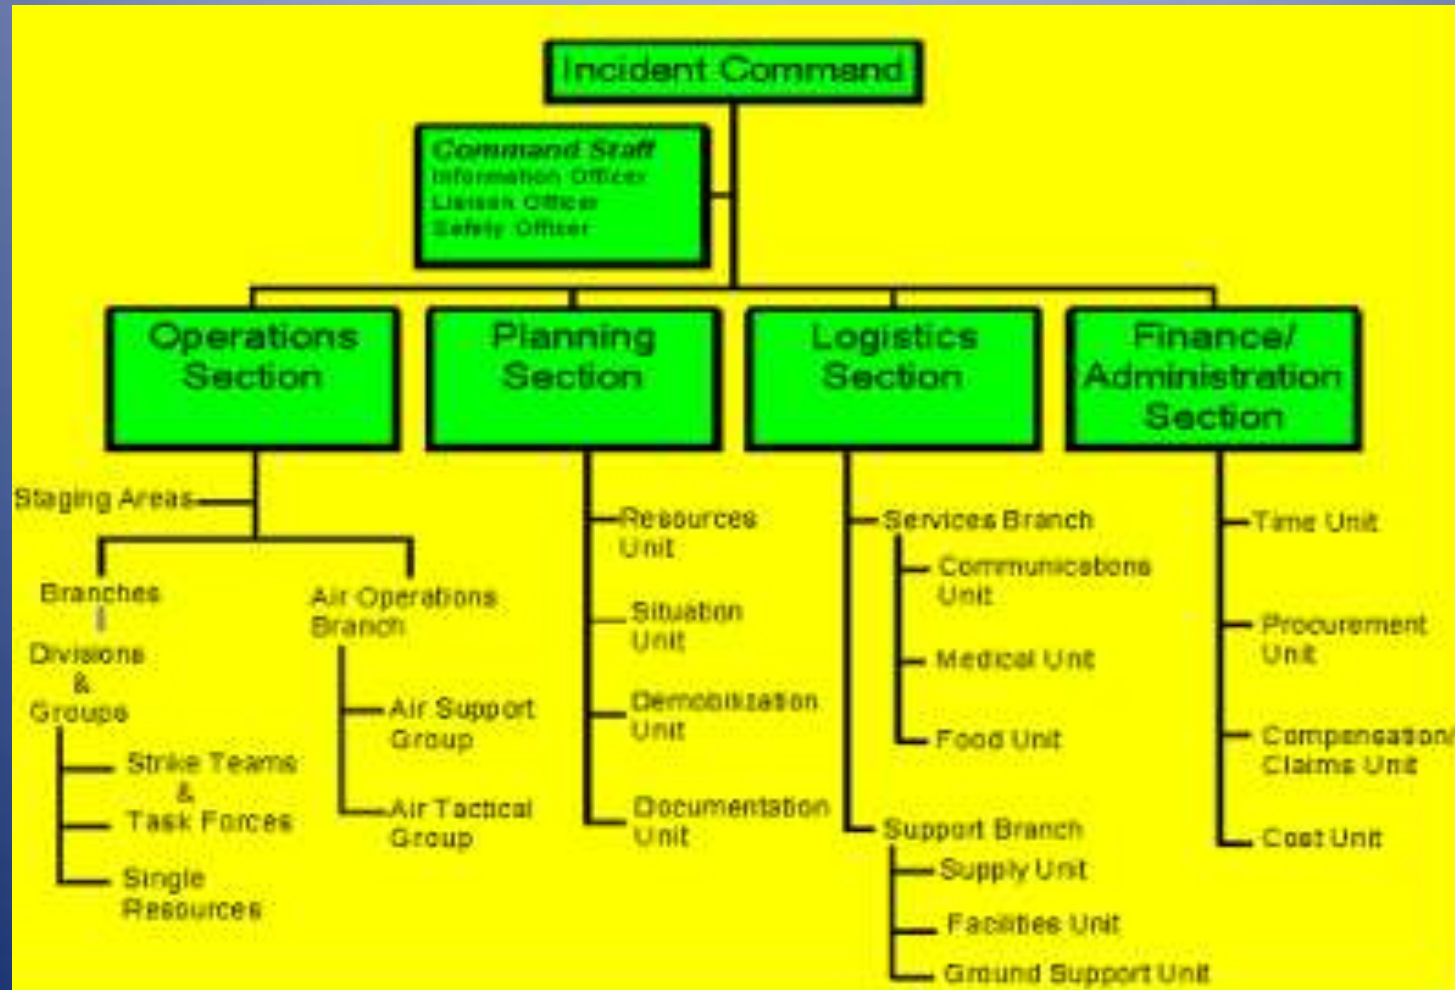 Incident Command
Command Staff
Information Officer
Liaison Officer
Safety Officer
Operations
Section
Planning
Section
Logistics
Section
Finance/
Administration
Section
Staging Areas
Branches
Divisions
&
Groups
Strike Teams
&
Task Forces
Single
Resources
Air Operations
Branch
Air Support
Group
Air Tactical
Group
Resources
Unit
Situation
Unit
Demobilization
Unit
Documentation
Unit
Services Branch
Communications
Unit
Medical Unit
Food Unit
Support Branch
Supply Unit
Facilities Unit
Ground Support Unit
Time Unit
Procurement
Unit
Compensation/
Claims Unit
Cost Unit